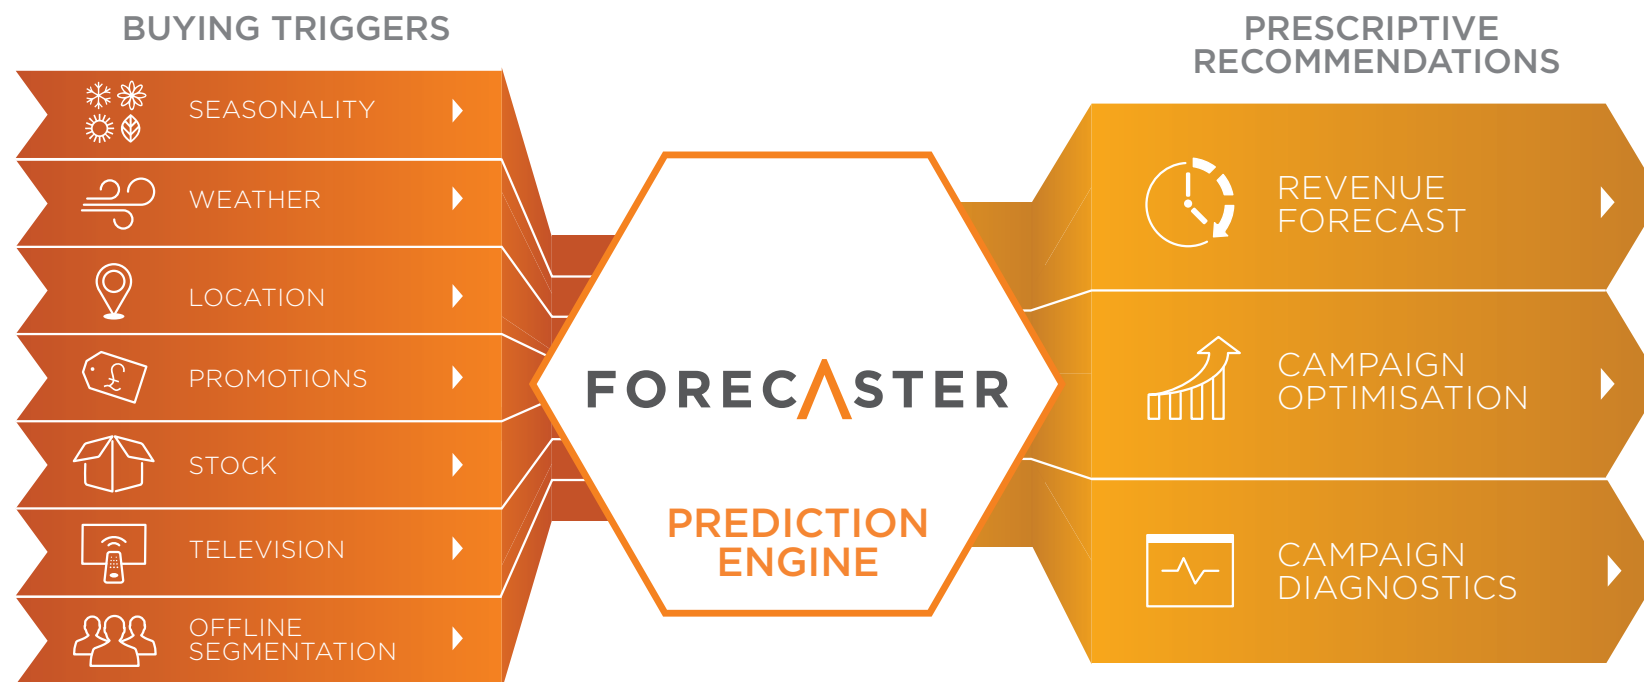 BUYING TRIGGERS
SEASONALITY
WEATHER
LOCATION
£
PROMOTIONS
STOCK
TELEVISION
OFFLINE
SEGMENTATION
FORECASTER
PREDICTION
ENGINE
PRESCRIPTIVE
RECOMMENDATIONS
REVENUE
FORECAST
CAMPAIGN
OPTIMISATION
CAMPAIGN
DIAGNOSTICS